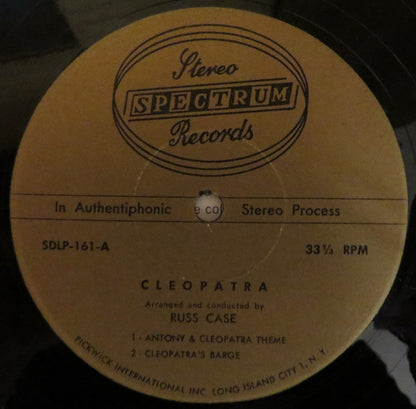 Stereo
SPECTRUM
Records
In Authentiphonic e co Stereo Process
SDLP-161-A 33⅓ RPM
CLEOPATRA
Arranged and conducted by
RUSS CASE
1 - ANTONY & CLEOPATRA THEME
2 - CLEOPATRA'S BARGE
PICKWICK INTERNATIONAL INC LONG ISLAND CITY 1, N.Y.